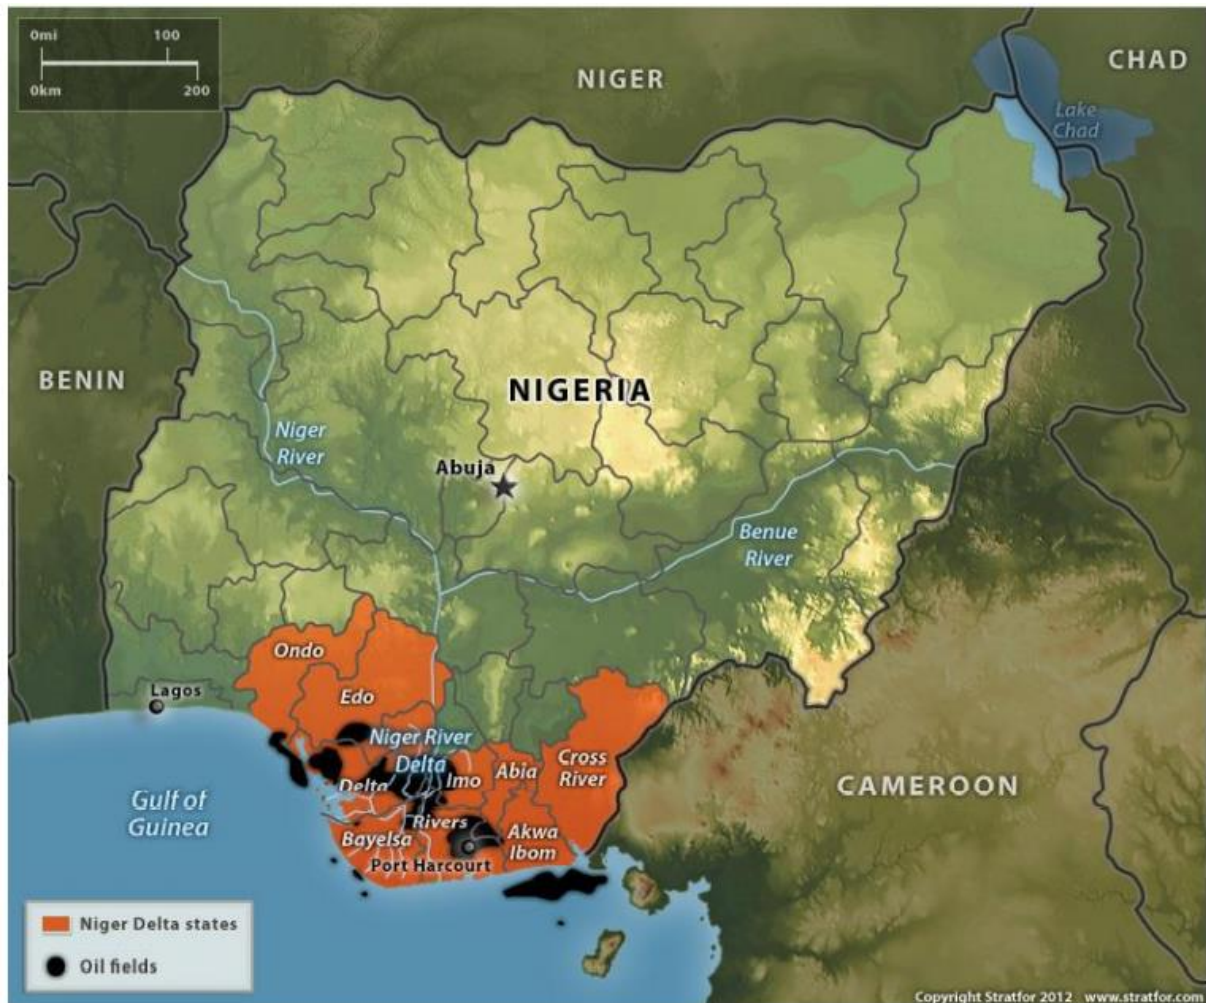 0mi 100
0km 200
NIGER
CHAD
Lake
Chad
BENIN
NIGERIA
Niger
River
Abuja
Benue
River
Ondo
Lagos
Edo
Niger River
Delta
Delta
Imo
Abia
Cross
River
Gulf of
Guinea
CAMEROON
Rivers
Bayelsa
Akwa
Ibom
Port Harcourt
Niger Delta states
Oil fields
Copyright Stratfor 2012 www.stratfor.com